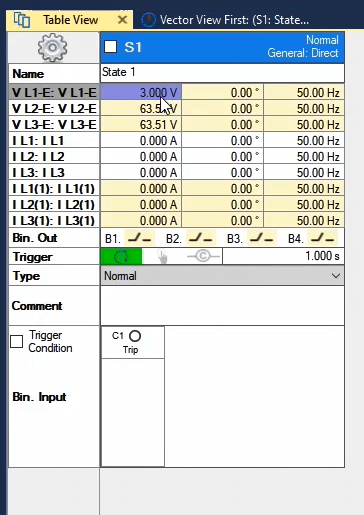 Table View Vector View First: (S1: State...
S1 Normal
General: Direct
Name State 1
V L1-E: V L1-E 3.000 V 0.00 ° 50.00 Hz
V L2-E: V L2-E 63.5 V 0.00 ° 50.00 Hz
V L3-E: V L3-E 63.51 V 0.00 ° 50.00 Hz
I L1: I L1 0.000 A 0.00 ° 50.00 Hz
I L2: I L2 0.000 A 0.00 ° 50.00 Hz
I L3: I L3 0.000 A 0.00 ° 50.00 Hz
I L1(1): I L1(1) 0.000 A 0.00 ° 50.00 Hz
I L2(1): I L2(1) 0.000 A 0.00 ° 50.00 Hz
I L3(1): I L3(1) 0.000 A 0.00 ° 50.00 Hz
Bin. Out B1. B2. B3. B4.
Trigger 1.000 s
Type Normal
Comment
Trigger
Condition
C1
Trip
Bin. Input